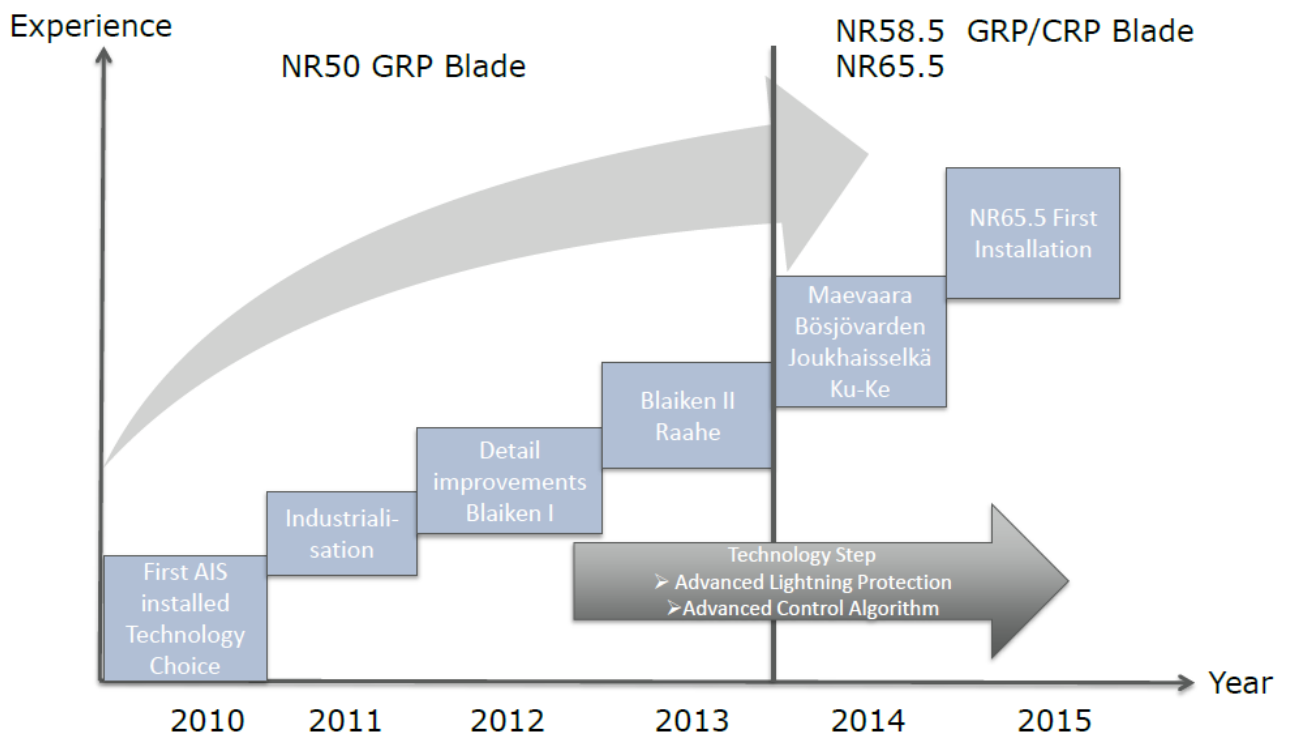 Experience
NR50 GRP Blade
NR58.5 GRP/CRP Blade
NR65.5
NR65.5 First
Installation
Maevaara
Bösjövarden
Joukhaisselkä
Ku-Ke
Blaiken II
Raahe
Detail
improvements
Blaiken I
Industriali-
sation
First AIS
installed
Technology
Choice
Technology Step
➢ Advanced Lightning Protection
➢Advanced Control Algorithm
Year
2010 2011 2012 2013 2014 2015